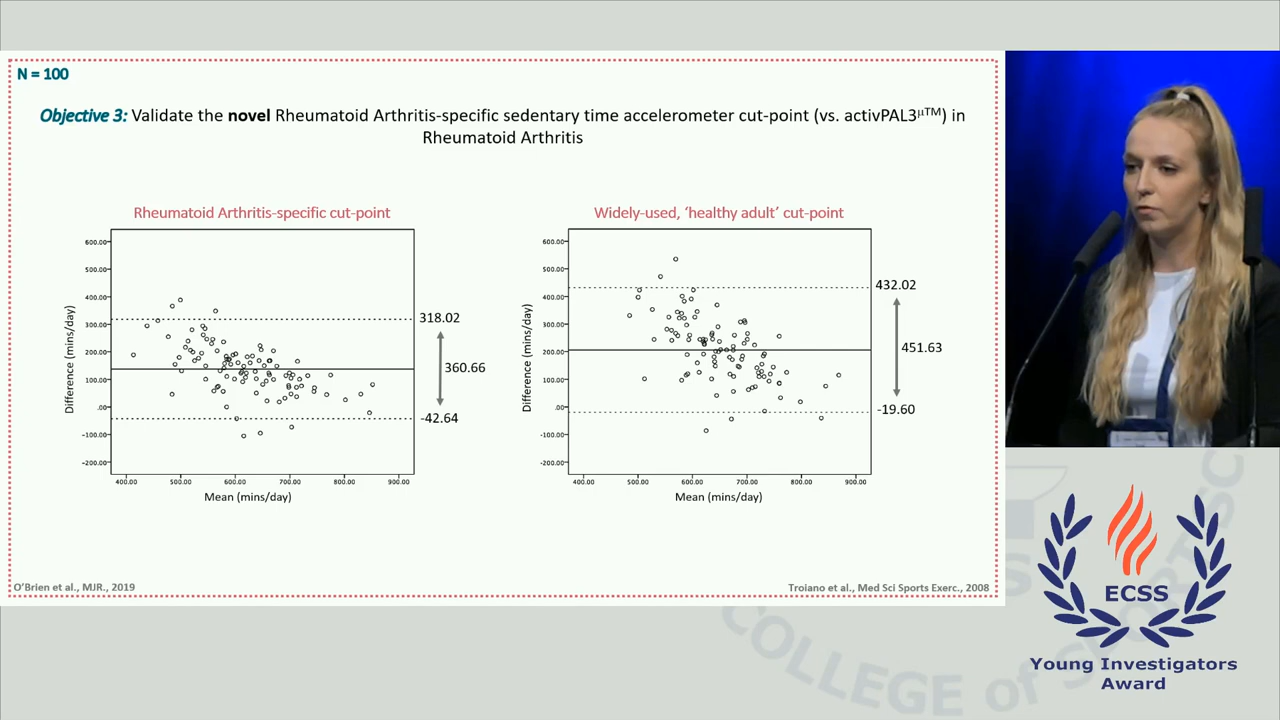 N = 100
Objective 3: Validate the novel Rheumatoid Arthritis-specific sedentary time accelerometer cut-point (vs. activPAL3μTM) in
Rheumatoid Arthritis
Rheumatoid Arthritis-specific cut-point
600.00
500.00
400.00
300.00
200.00
100.00
.00
-100.00
-200.00
Difference (mins/day)
400.00 500.00 600.00 700.00 800.00 900.00
Mean (mins/day)
318.02
360.66
-42.64
Widely-used, ‘healthy adult’ cut-point
600.00
500.00
400.00
300.00
200.00
100.00
.00
-100.00
-200.00
Difference (mins/day)
400.00 500.00 600.00 700.00 800.00 900.00
Mean (mins/day)
432.02
451.63
-19.60
O’Brien et al., MJR., 2019
Troiano et al., Med Sci Sports Exerc., 2008
ECSS
Young Investigators
Award
COLLEGE of SPORT SC